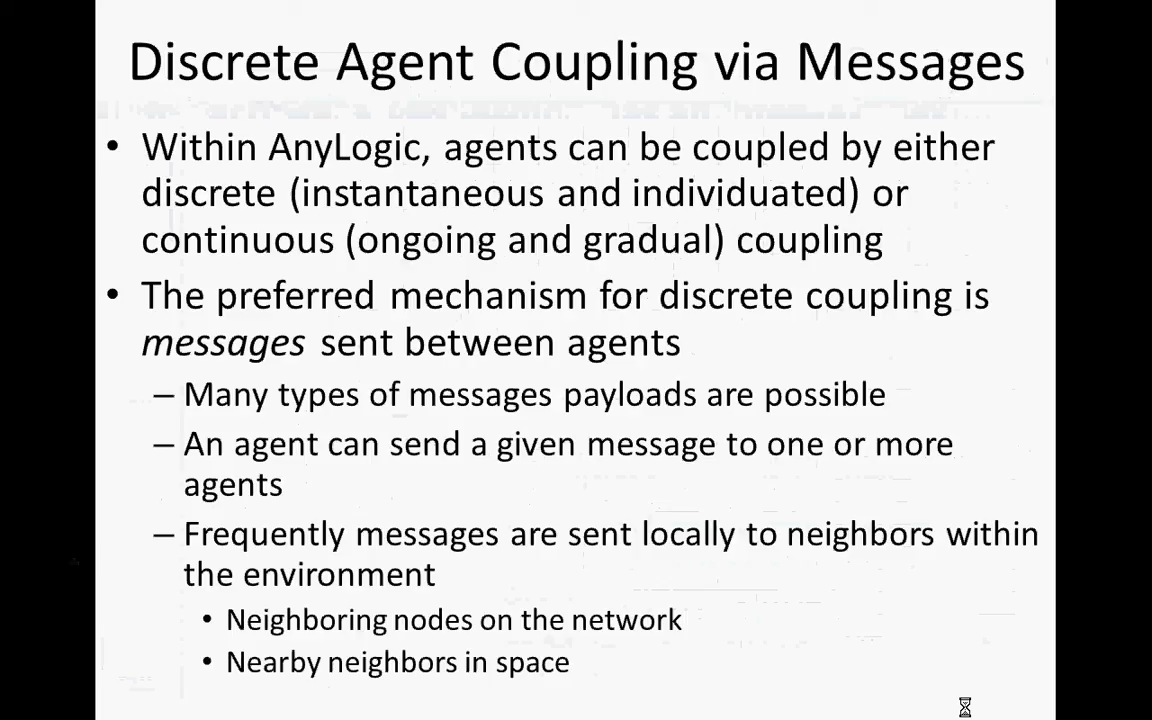 Discrete Agent Coupling via Messages
• Within AnyLogic, agents can be coupled by either
discrete (instantaneous and individuated) or
continuous (ongoing and gradual) coupling
• The preferred mechanism for discrete coupling is
messages sent between agents
– Many types of messages payloads are possible
– An agent can send a given message to one or more
agents
– Frequently messages are sent locally to neighbors within
the environment
• Neighboring nodes on the network
• Nearby neighbors in space